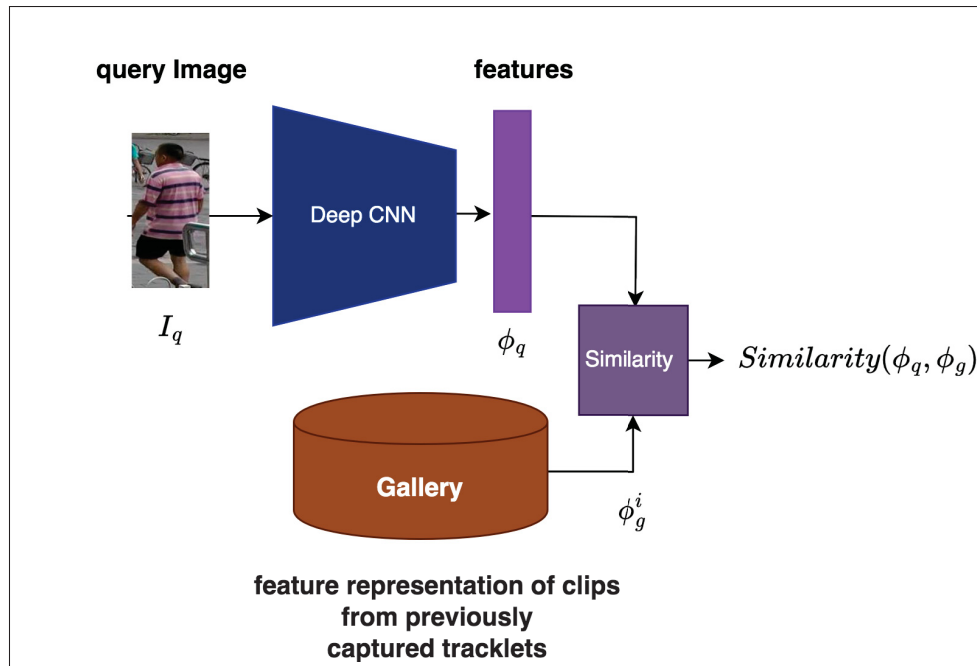 query Image
features
Deep CNN
I_q
ϕ_q
Similarity
Similarity(ϕ_q, ϕ_g)
Gallery
ϕ_g^i
feature representation of clips
from previously
captured tracklets